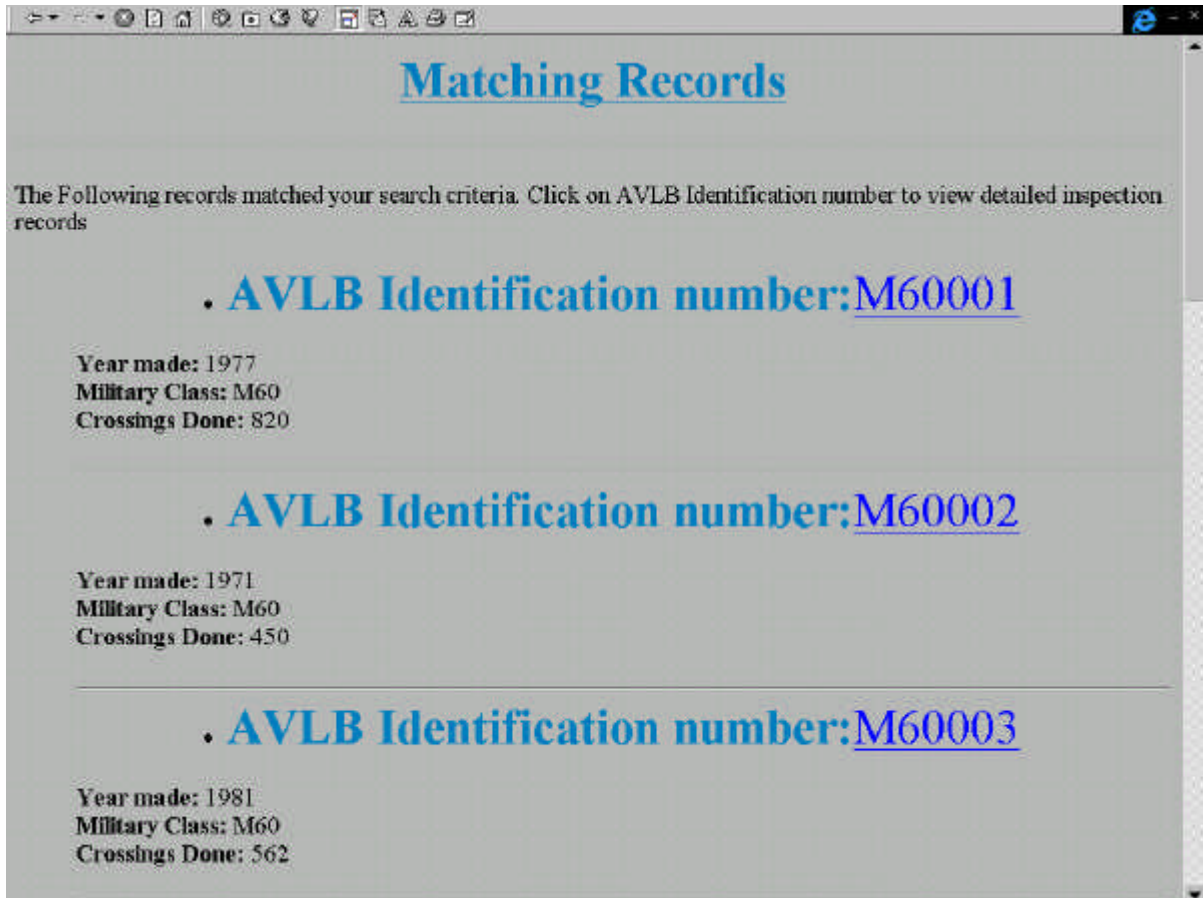 Matching Records
The Following records matched your search criteria. Click on AVLB Identification number to view detailed inspection
records
• AVLB Identification number:M60001
Year made: 1977
Military Class: M60
Crossings Done: 820
• AVLB Identification number:M60002
Year made: 1971
Military Class: M60
Crossings Done: 450
• AVLB Identification number:M60003
Year made: 1981
Military Class: M60
Crossings Done: 562